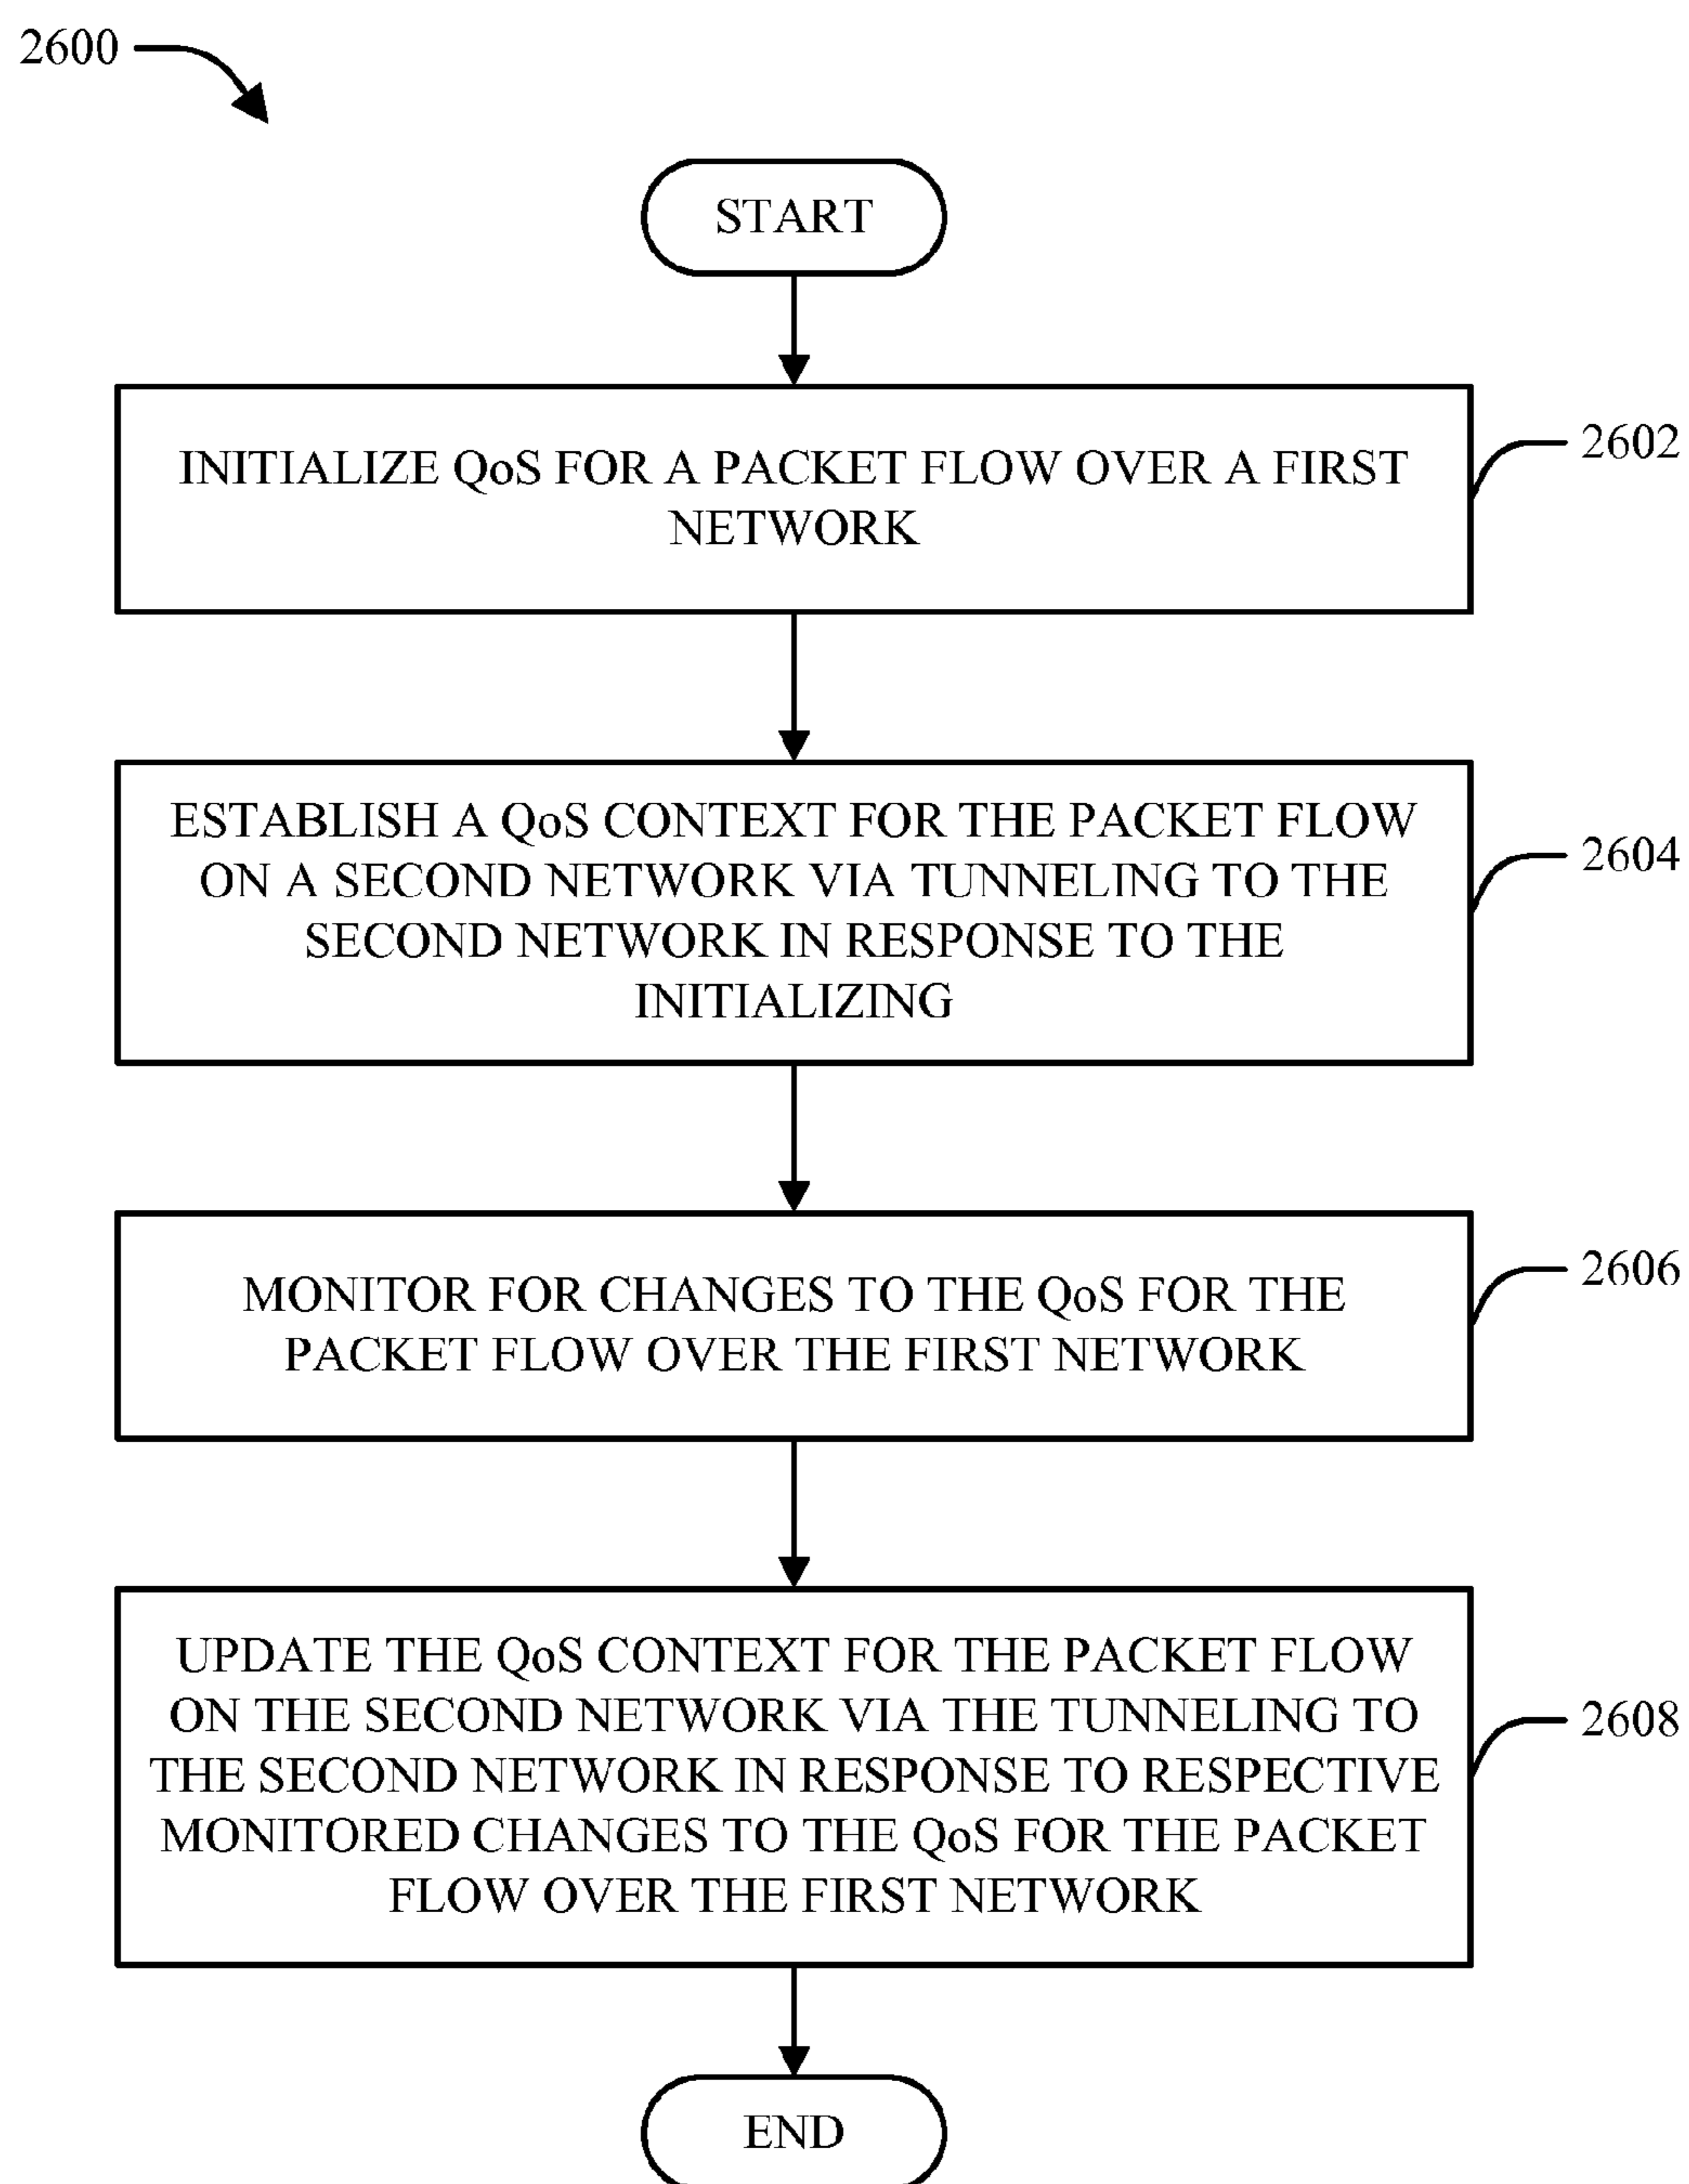 2600
START
INITIALIZE QoS FOR A PACKET FLOW OVER A FIRST
NETWORK
2602
ESTABLISH A QoS CONTEXT FOR THE PACKET FLOW
ON A SECOND NETWORK VIA TUNNELING TO THE
SECOND NETWORK IN RESPONSE TO THE
INITIALIZING
2604
MONITOR FOR CHANGES TO THE QoS FOR THE
PACKET FLOW OVER THE FIRST NETWORK
2606
UPDATE THE QoS CONTEXT FOR THE PACKET FLOW
ON THE SECOND NETWORK VIA THE TUNNELING TO
THE SECOND NETWORK IN RESPONSE TO RESPECTIVE
MONITORED CHANGES TO THE QoS FOR THE PACKET
FLOW OVER THE FIRST NETWORK
2608
END